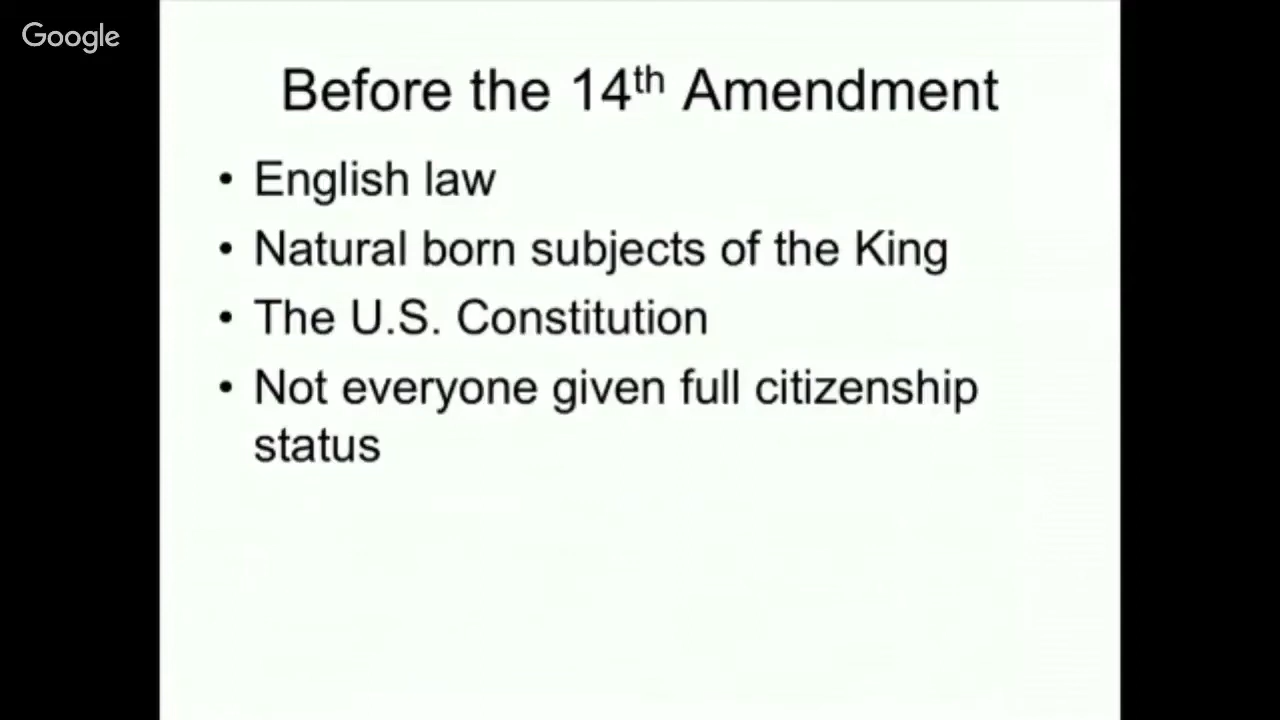 Google
Before the 14th Amendment
• English law
• Natural born subjects of the King
• The U.S. Constitution
• Not everyone given full citizenship
status